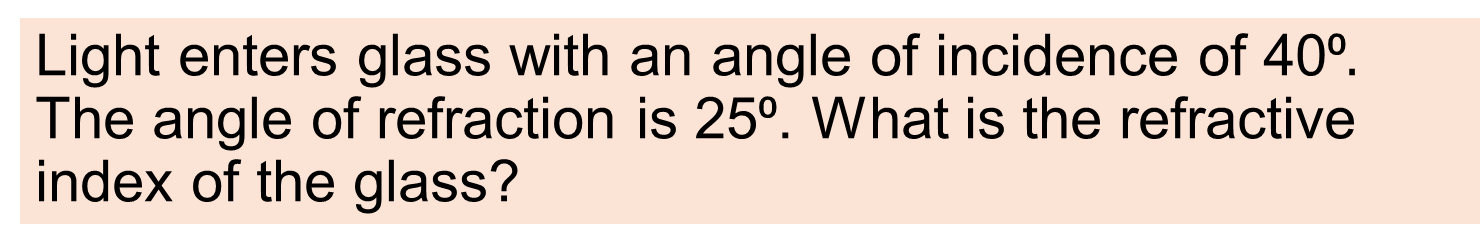 Light enters glass with an angle of incidence of 40º.
The angle of refraction is 25º. What is the refractive
index of the glass?